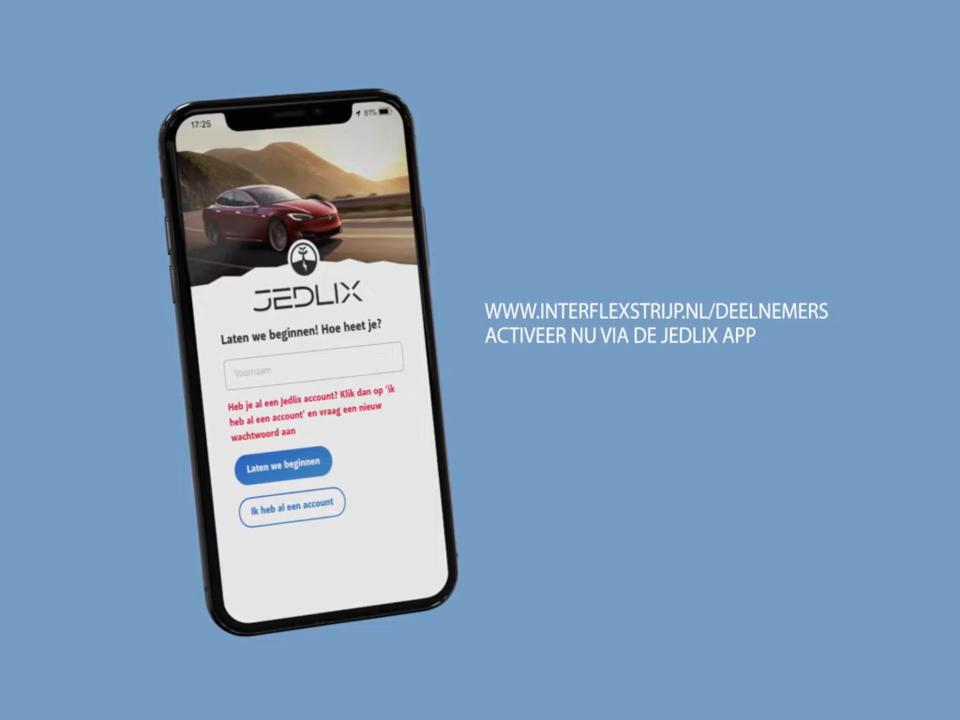 17:25
81%
JEDLIX
Laten we beginnen! Hoe heet je?
Voornaam
Heb je al een Jedlix account? Klik dan op 'ik
heb al een account' en vraag een nieuw
wachtwoord aan
Laten we beginnen
Ik heb al een account
WWW.INTERFLEXSTRIJP.NL/DEELNEMERS
ACTIVEER NU VIA DE JEDLIX APP